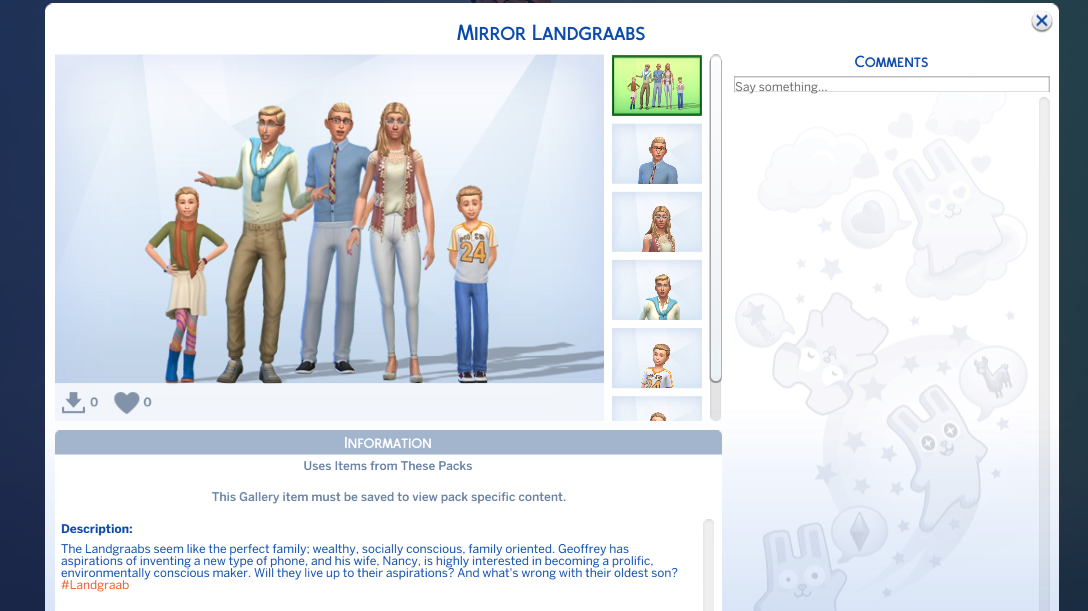 Mirror Landgraabs
Comments
Say something...
24
0
0
Information
Uses Items from These Packs
This Gallery item must be saved to view pack specific content.
Description:
The Landgraabs seem like the perfect family; wealthy, socially conscious, family oriented. Geoffrey has
aspirations of inventing a new type of phone, and his wife, Nancy, is highly interested in becoming a prolific,
environmentally conscious maker. Will they live up to their aspirations? And what's wrong with their oldest son?
#Landgraab